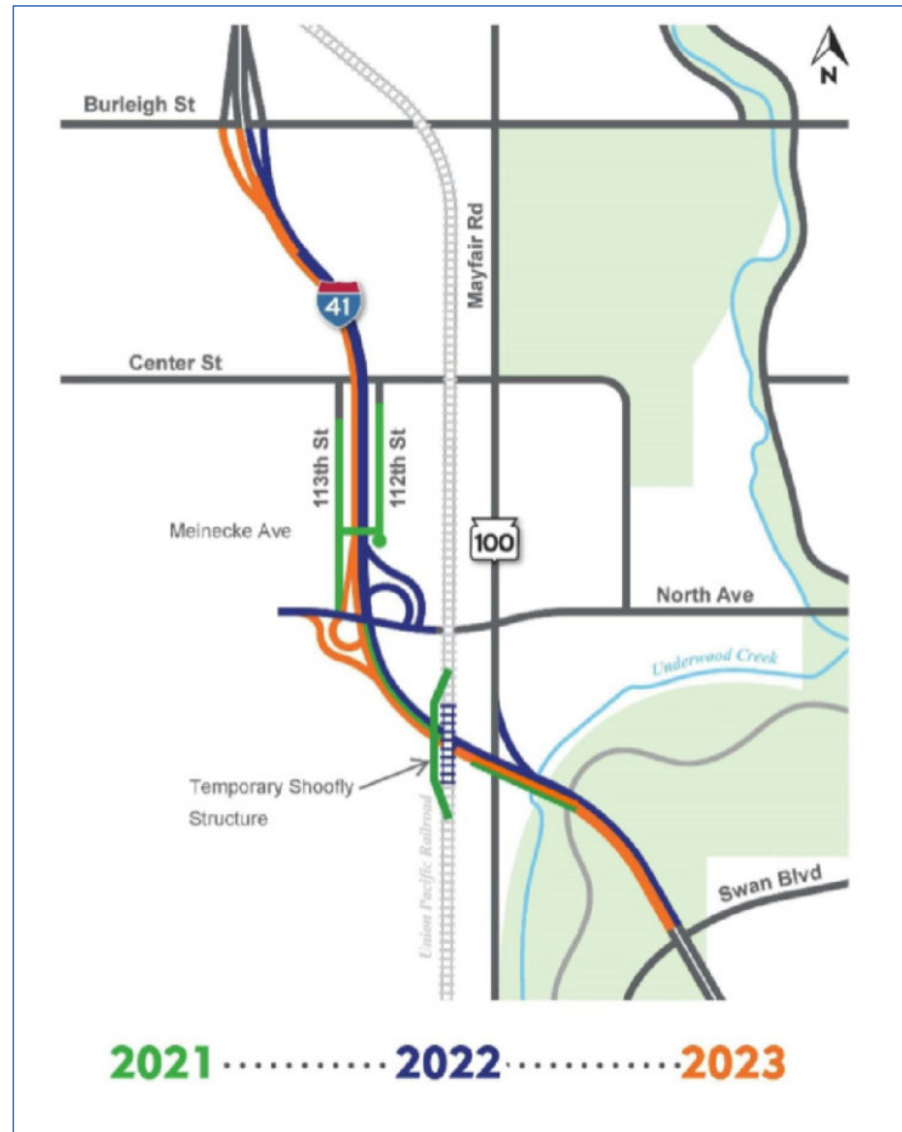 N
Burleigh St
Mayfair Rd
41
Center St
113th St
112th St
Meinecke Ave
100
North Ave
Underwood Creek
Temporary Shoofly
Structure
Union Pacific Railroad
Swan Blvd
2021 ............ 2022 ............ 2023